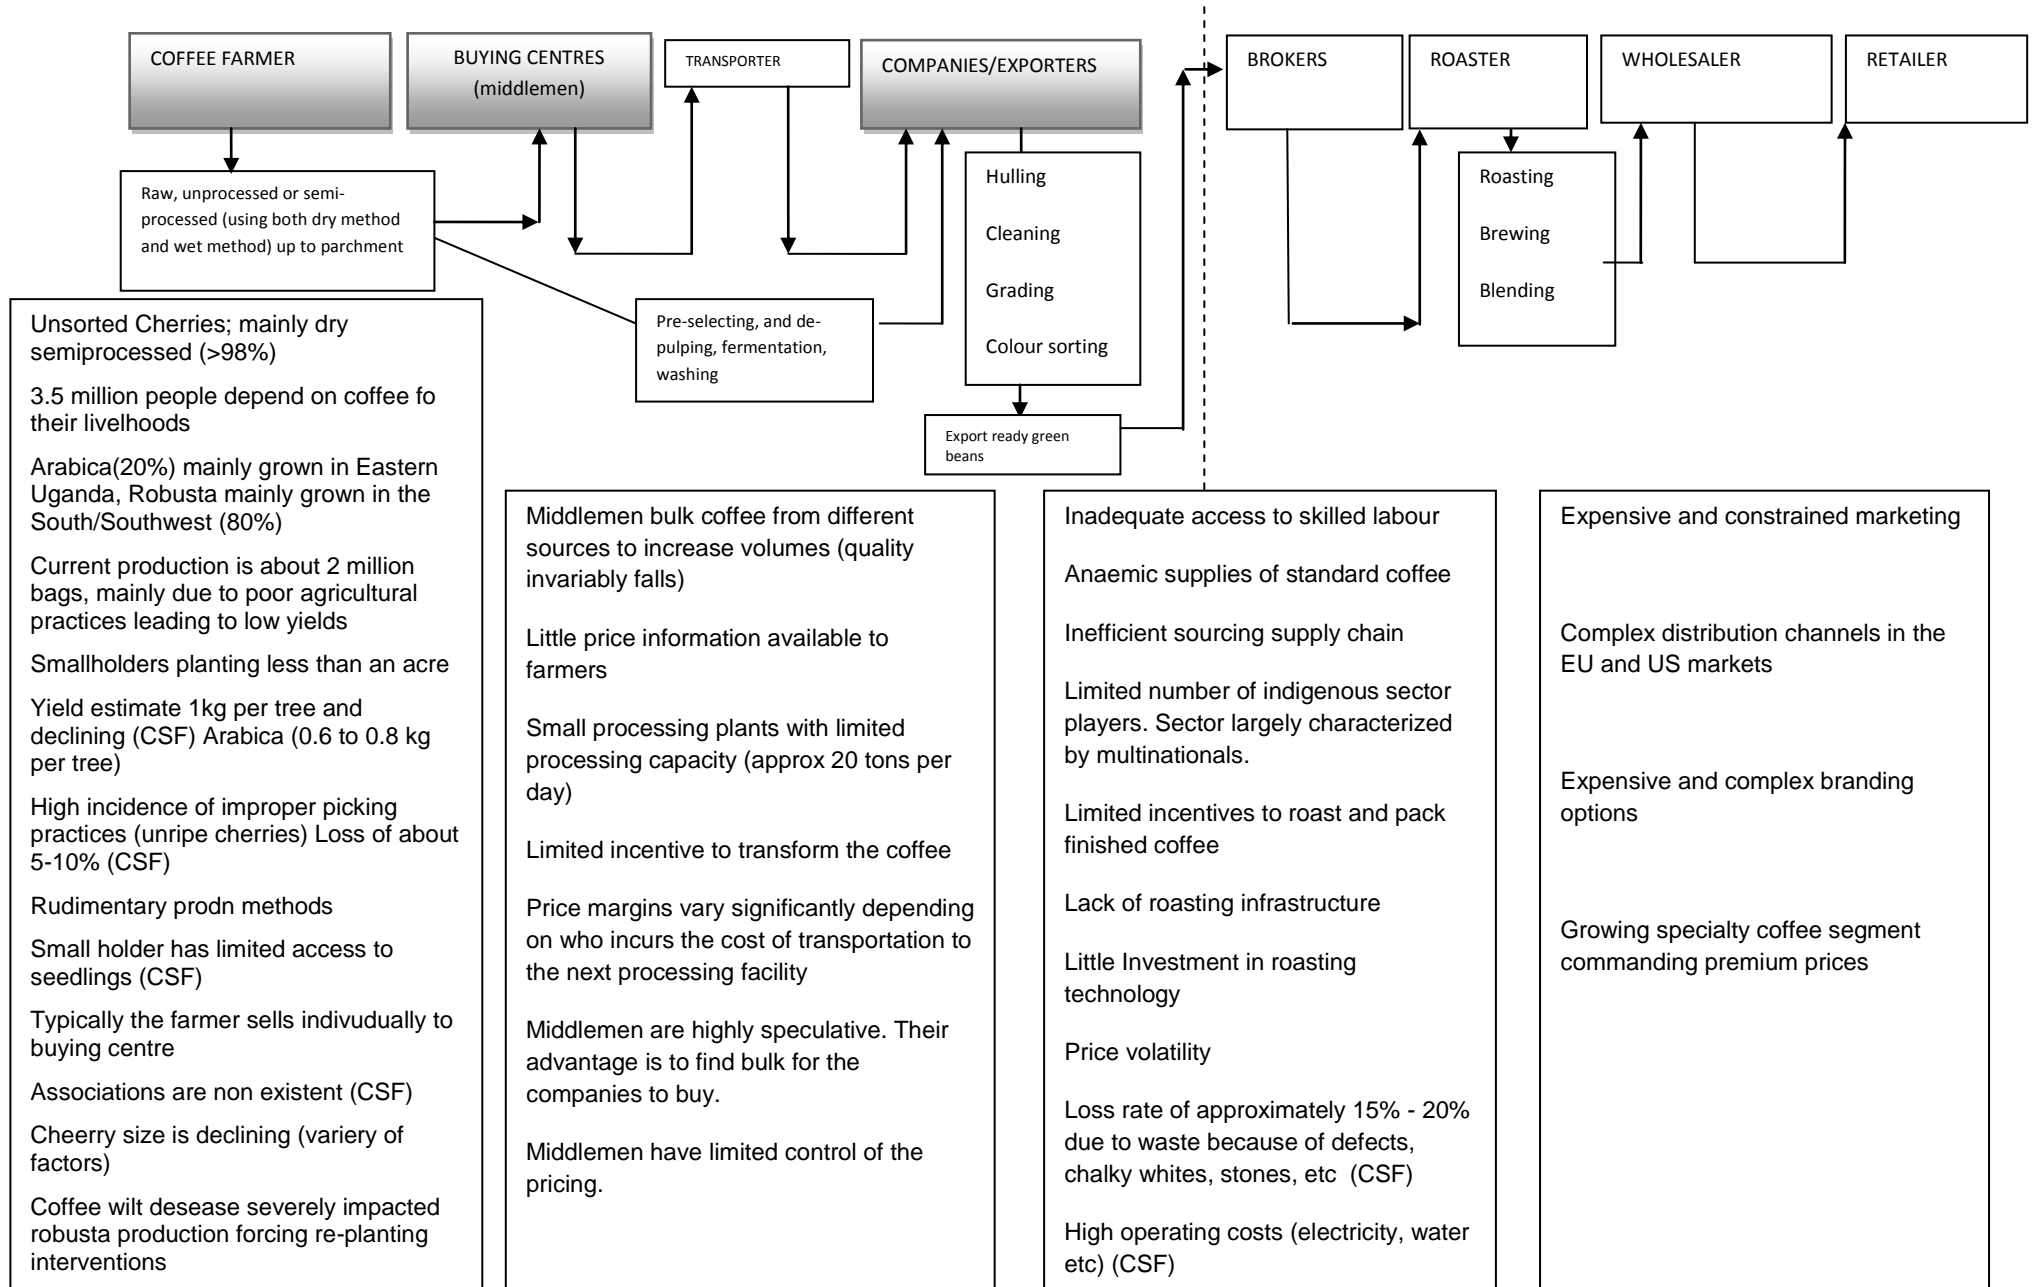 COFFEE FARMER
BUYING CENTRES
(middlemen)
TRANSPORTER
COMPANIES/EXPORTERS
BROKERS
ROASTER
WHOLESALER
RETAILER
Raw, unprocessed or semi-
processed (using both dry method
and wet method) up to parchment
Pre-selecting, and de-
pulping, fermentation,
washing
Hulling
Cleaning
Grading
Colour sorting
Export ready green
beans
Roasting
Brewing
Blending
Unsorted Cherries; mainly dry
semiprocessed (>98%)
3.5 million people depend on coffee fo
their livelhoods
Arabica(20%) mainly grown in Eastern
Uganda, Robusta mainly grown in the
South/Southwest (80%)
Current production is about 2 million
bags, mainly due to poor agricultural
practices leading to low yields
Smallholders planting less than an acre
Yield estimate 1kg per tree and
declining (CSF) Arabica (0.6 to 0.8 kg
per tree)
High incidence of improper picking
practices (unripe cherries) Loss of about
5-10% (CSF)
Rudimentary prodn methods
Small holder has limited access to
seedlings (CSF)
Typically the farmer sells indivudually to
buying centre
Associations are non existent (CSF)
Cheerry size is declining (variery of
factors)
Coffee wilt desease severely impacted
robusta production forcing re-planting
interventions
Middlemen bulk coffee from different
sources to increase volumes (quality
invariably falls)
Little price information available to
farmers
Small processing plants with limited
processing capacity (approx 20 tons per
day)
Limited incentive to transform the coffee
Price margins vary significantly depending
on who incurs the cost of transportation to
the next processing facility
Middlemen are highly speculative. Their
advantage is to find bulk for the
companies to buy.
Middlemen have limited control of the
pricing.
Inadequate access to skilled labour
Anaemic supplies of standard coffee
Inefficient sourcing supply chain
Limited number of indigenous sector
players. Sector largely characterized
by multinationals.
Limited incentives to roast and pack
finished coffee
Lack of roasting infrastructure
Little Investment in roasting
technology
Price volatility
Loss rate of approximately 15% - 20%
due to waste because of defects,
chalky whites, stones, etc (CSF)
High operating costs (electricity, water
etc) (CSF)
Expensive and constrained marketing
Complex distribution channels in the
EU and US markets
Expensive and complex branding
options
Growing specialty coffee segment
commanding premium prices